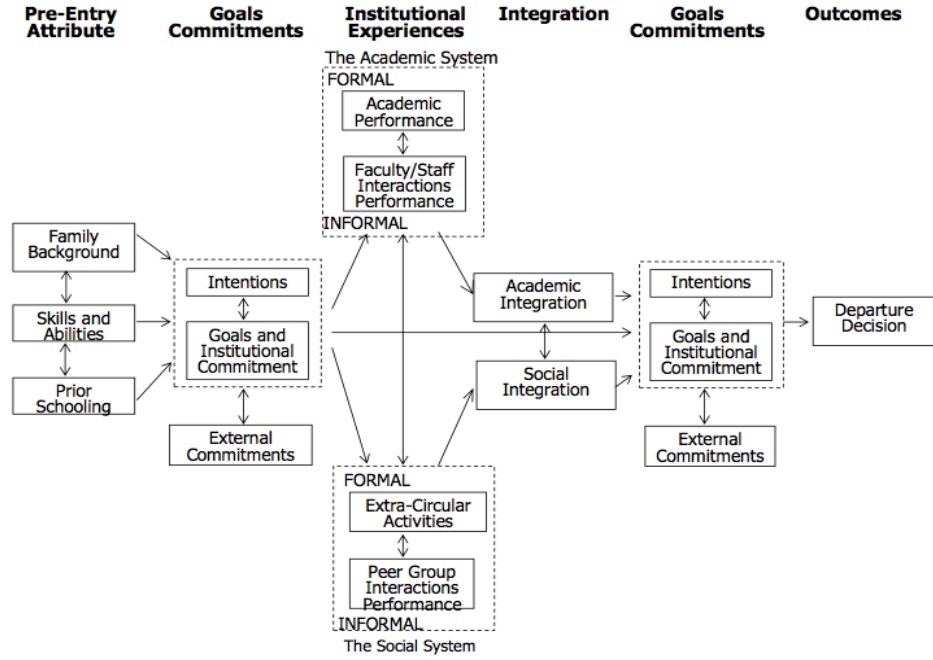 Pre-Entry
Attribute
Goals
Commitments
Institutional
Experiences
Integration
Goals
Commitments
Outcomes
The Academic System
FORMAL
Academic
Performance
Faculty/Staff
Interactions
Performance
INFORMAL
Family
Background
Skills and
Abilities
Prior
Schooling
Intentions
Goals and
Institutional
Commitment
External
Commitments
Academic
Integration
Social
Integration
Intentions
Goals and
Institutional
Commitment
External
Commitments
Departure
Decision
FORMAL
Extra-Circular
Activities
Peer Group
Interactions
Performance
INFORMAL
The Social System